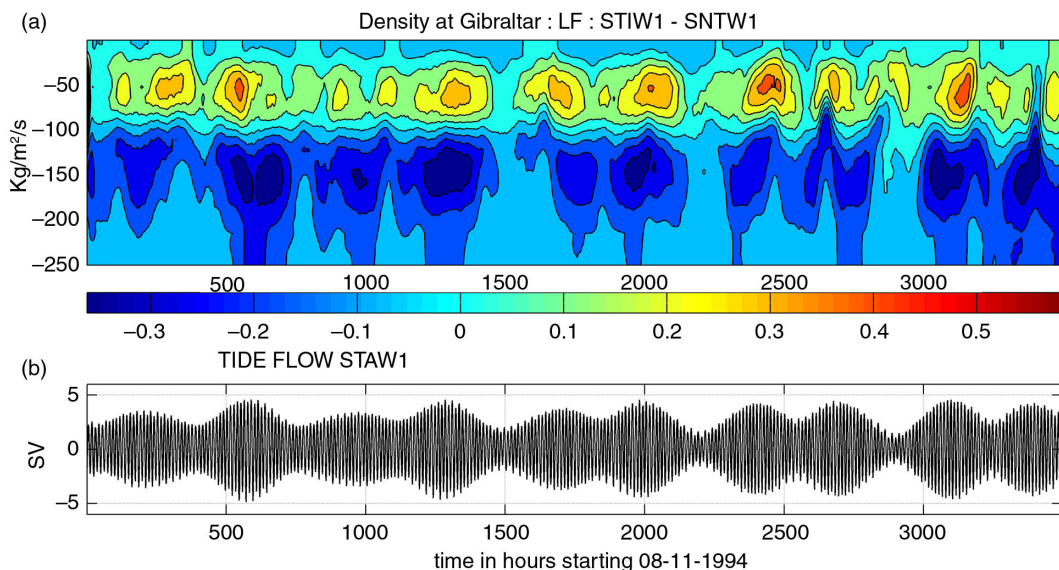 (a)
Density at Gibraltar : LF : STIW1 - SNTW1
Kg/m²/s
−50
−100
−150
−200
−250
500 1000 1500 2000 2500 3000
−0.3 −0.2 −0.1 0 0.1 0.2 0.3 0.4 0.5
(b)
TIDE FLOW STAW1
SV
5
0
−5
500 1000 1500 2000 2500 3000
time in hours starting 08-11-1994